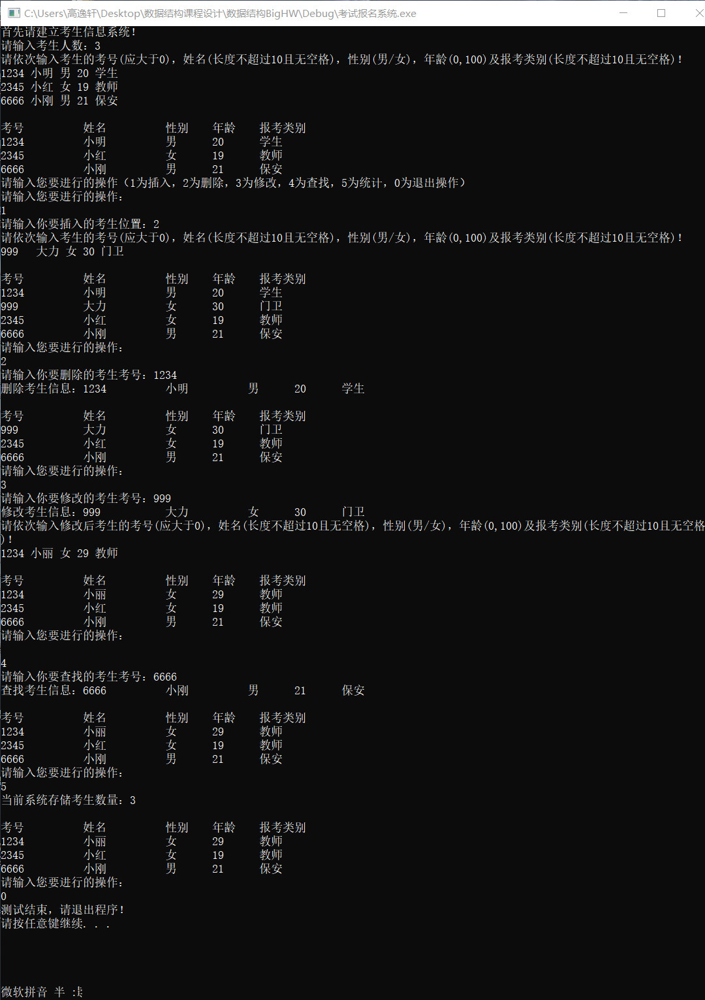 C:\Users\高逸轩\Desktop\数据结构课程设计\数据结构BigHW\Debug\考试报名系统.exe
首先请建立考生信息系统!
请输入考生人数：3
请依次输入考生的考号(应大于0)，姓名(长度不超过10且无空格)，性别(男/女)，年龄(0,100)及报考类别(长度不超过10且无空格)!
1234 小明 男 20 学生
2345 小红 女 19 教师
6666 小刚 男 21 保安
考号 姓名 性别 年龄 报考类别
1234 小明 男 20 学生
2345 小红 女 19 教师
6666 小刚 男 21 保安
请输入您要进行的操作（1为插入，2为删除，3为修改，4为查找，5为统计，0为退出操作）
请输入您要进行的操作：
1
请输入你要插入的考生位置：2
请依次输入考生的考号(应大于0)，姓名(长度不超过10且无空格)，性别(男/女)，年龄(0,100)及报考类别(长度不超过10且无空格)!
999 大力 女 30 门卫
考号 姓名 性别 年龄 报考类别
1234 小明 男 20 学生
999 大力 女 30 门卫
2345 小红 女 19 教师
6666 小刚 男 21 保安
请输入您要进行的操作：
2
请输入你要删除的考生考号：1234
删除考生信息：1234 小明 男 20 学生
考号 姓名 性别 年龄 报考类别
999 大力 女 30 门卫
2345 小红 女 19 教师
6666 小刚 男 21 保安
请输入您要进行的操作：
3
请输入你要修改的考生考号：999
修改考生信息：999 大力 女 30 门卫
请依次输入修改后考生的考号(应大于0)，姓名(长度不超过10且无空格)，性别(男/女)，年龄(0,100)及报考类别(长度不超过10且无空格
)!
1234 小丽 女 29 教师
考号 姓名 性别 年龄 报考类别
1234 小丽 女 29 教师
2345 小红 女 19 教师
6666 小刚 男 21 保安
请输入您要进行的操作：
4
请输入你要查找的考生考号：6666
查找考生信息：6666 小刚 男 21 保安
考号 姓名 性别 年龄 报考类别
1234 小丽 女 29 教师
2345 小红 女 19 教师
6666 小刚 男 21 保安
请输入您要进行的操作：
5
当前系统存储考生数量：3
考号 姓名 性别 年龄 报考类别
1234 小丽 女 29 教师
2345 小红 女 19 教师
6666 小刚 男 21 保安
请输入您要进行的操作：
0
测试结束，请退出程序!
请按任意键继续. . .
微软拼音 半 :